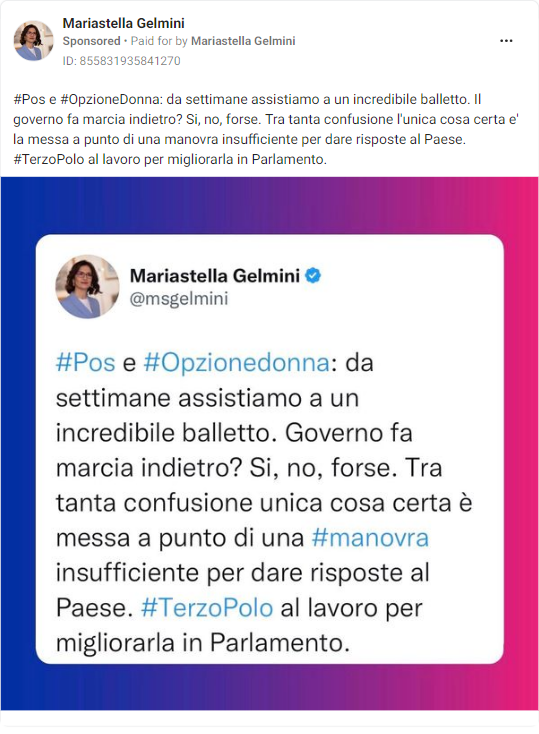 Mariastella Gelmini
Sponsored • Paid for by Mariastella Gelmini
ID: 855831935841270
#Pos e #OpzioneDonna: da settimane assistiamo a un incredibile balletto. Il
governo fa marcia indietro? Si, no, forse. Tra tanta confusione l'unica cosa certa e'
la messa a punto di una manovra insufficiente per dare risposte al Paese.
#TerzoPolo al lavoro per migliorarla in Parlamento.
Mariastella Gelmini
@msgelmini
#Pos e #Opzionedonna: da
settimane assistiamo a un
incredibile balletto. Governo fa
marcia indietro? Si, no, forse. Tra
tanta confusione unica cosa certa è
messa a punto di una #manovra
insufficiente per dare risposte al
Paese. #TerzoPolo al lavoro per
migliorarla in Parlamento.